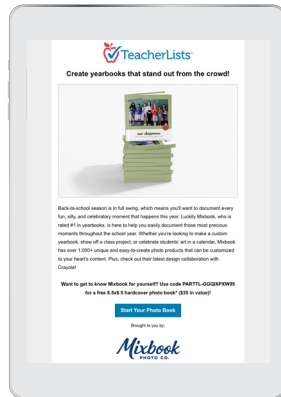 TeacherLists
Create yearbooks that stand out from the crowd!
our classroom.
Back-to-school season is in full swing, which means you'll want to document every
fun, silly, and celebratory moment that happens this year. Luckily Mixbook, who is
rated #1 in yearbooks, is here to help you easily document those most precious
moments throughout the school year. Whether you're looking to make a custom
yearbook, show off a class project, or celebrate students' art in a calendar, Mixbook
has over 1,000+ unique and easy-to-create photo products that can be customized
to your heart's content. Plus, check out their latest design collaboration with
Crayola!
Want to get to know Mixbook for yourself? Use code PARTTL-GGQXPXW95
for a free 8.5x8.5 hardcover photo book* ($35 in value)!
Start Your Photo Book
Brought to you by:
Mixbook
PHOTO CO.